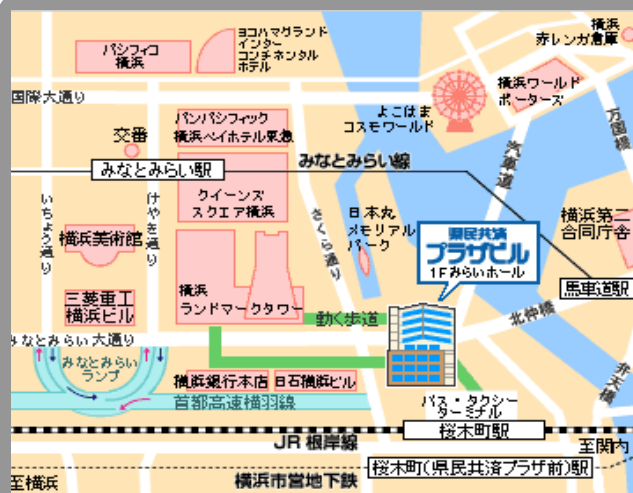 横浜
赤レンガ倉庫
ヨコハマグランド
インター
コンチネンタル
ホテル
パシフィコ
横浜
横浜ワールド
ポーターズ
国際大通り
よこはま
コスモワールド
パンパシフィック
横浜ベイホテル東急
交番
万国橋
汽車道
みなとみらい駅
みなとみらい線
いちょう通り
けやき通り
クイーンズ
スクエア横浜
さくら通り
日本丸
メモリアル
パーク
横浜第二
合同庁舎
横浜美術館
県民共済
プラザビル
1Fみらいホール
馬車道駅
三菱重工
横浜ビル
横浜
ランドマークタワー
動く歩道
北仲橋
みなとみらい大通り
みなとみらい
ランプ
弁天橋
横浜銀行本店
日石横浜ビル
首都高速横羽線
バス・タクシー
ターミナル
桜木町駅
JR 根岸線
至関内
桜木町(県民共済プラザ前)駅
至横浜
横浜市営地下鉄